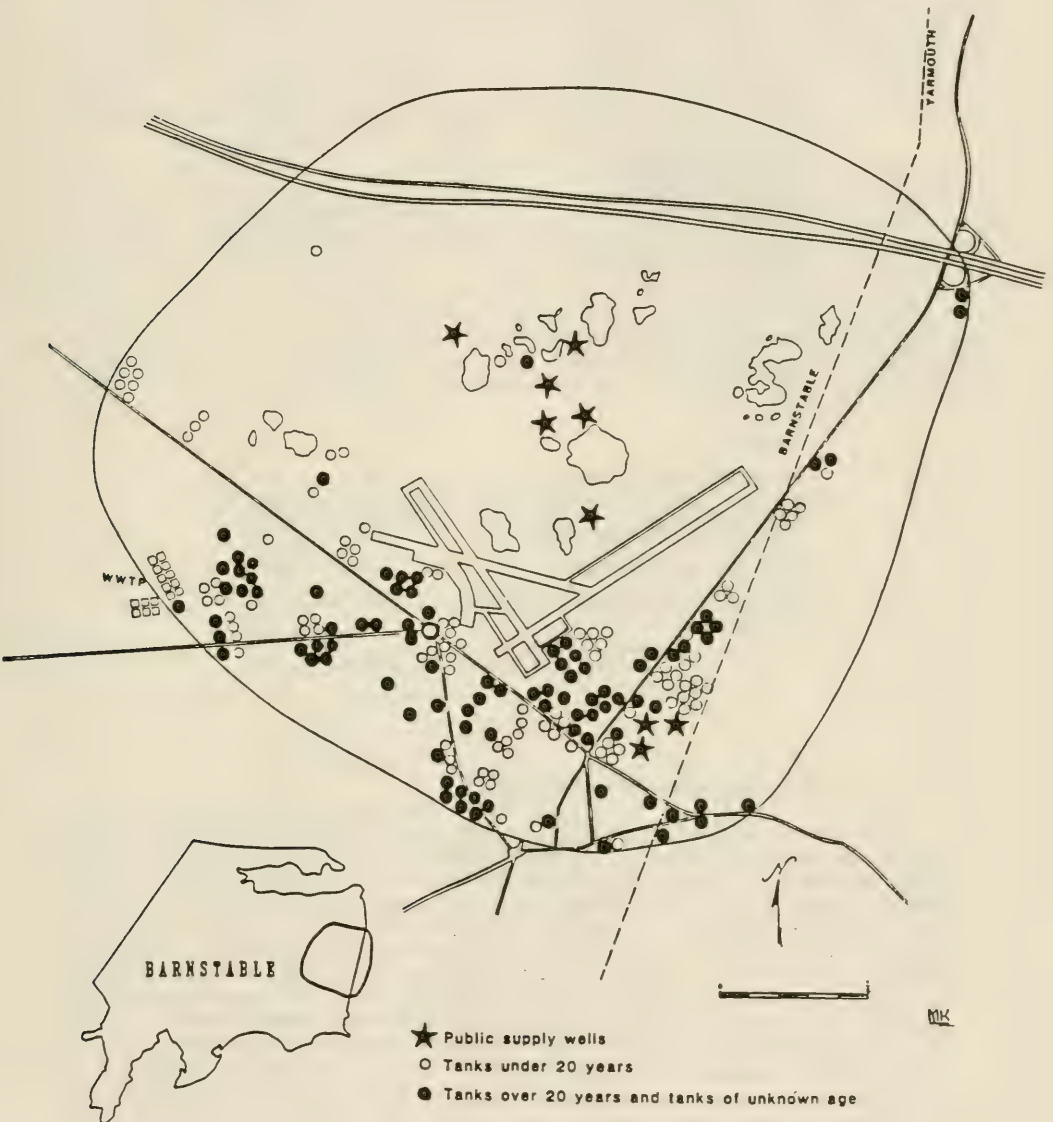 YARMOUTH
BARNSTABLE
WWTP
BARNSTABLE
MK
Public supply wells
Tanks under 20 years
Tanks over 20 years and tanks of unknown age